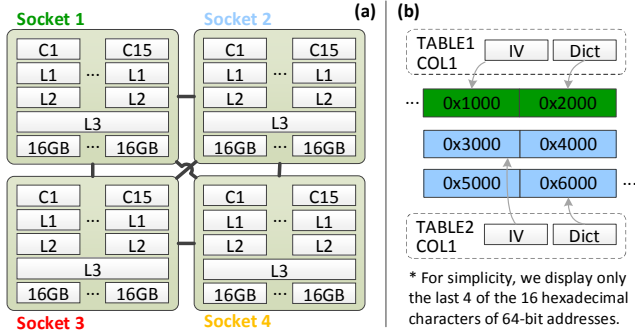 Socket 1
Socket 2
(a)
C1 C15
L1 ... L1
L2 L2
L3
16GB ... 16GB
C1 C15
L1 ... L1
L2 L2
L3
16GB ... 16GB
C1 C15
L1 ... L1
L2 L2
L3
16GB ... 16GB
C1 C15
L1 ... L1
L2 L2
L3
16GB ... 16GB
Socket 3
Socket 4
(b)
TABLE1
COL1
IV
Dict
... 0x1000 0x2000
0x3000 0x4000
0x5000 0x6000 ...
TABLE2
COL1
IV
Dict
* For simplicity, we display only
the last 4 of the 16 hexadecimal
characters of 64-bit addresses.